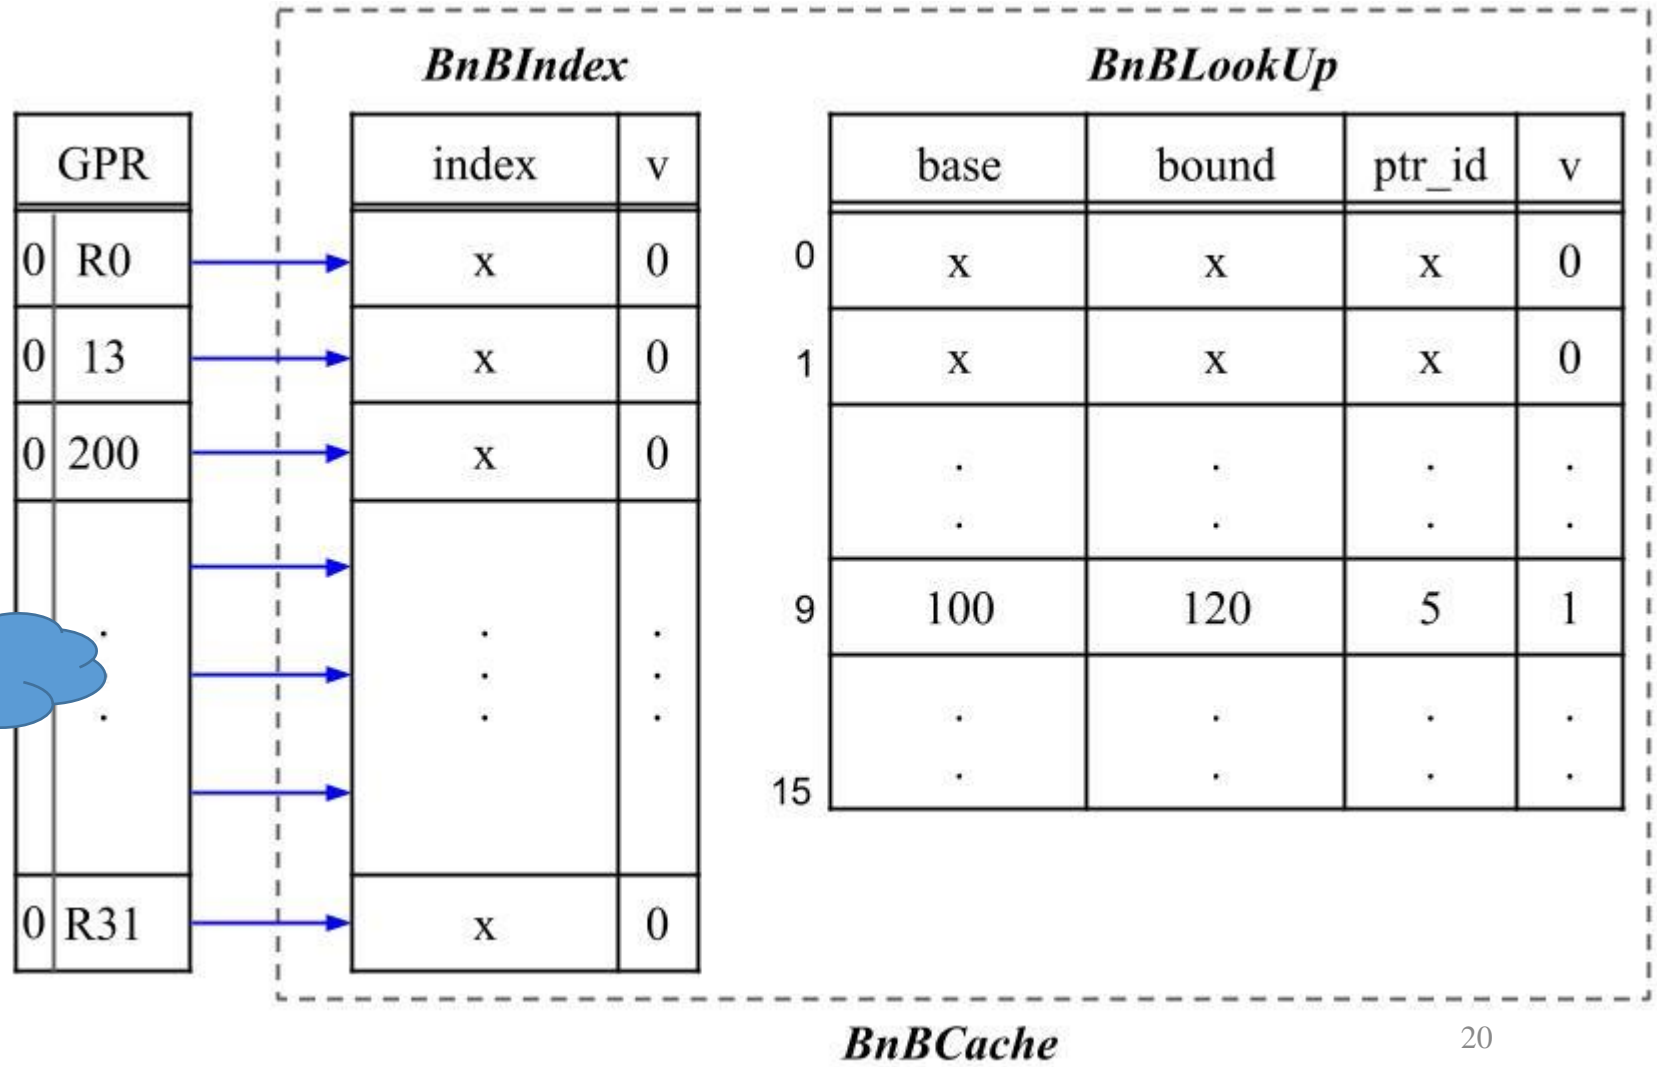 BnBIndex BnBLookUp
GPR index v base bound ptr_id v
0 R0 x 0 0 x x x 0
0 13 x 0 1 x x x 0
0 200 x 0 . . . .
. . . .
9 100 120 5 1
. . .
. .
. . . . . . .
15 . . . .
0 R31 x 0
BnBCache
20